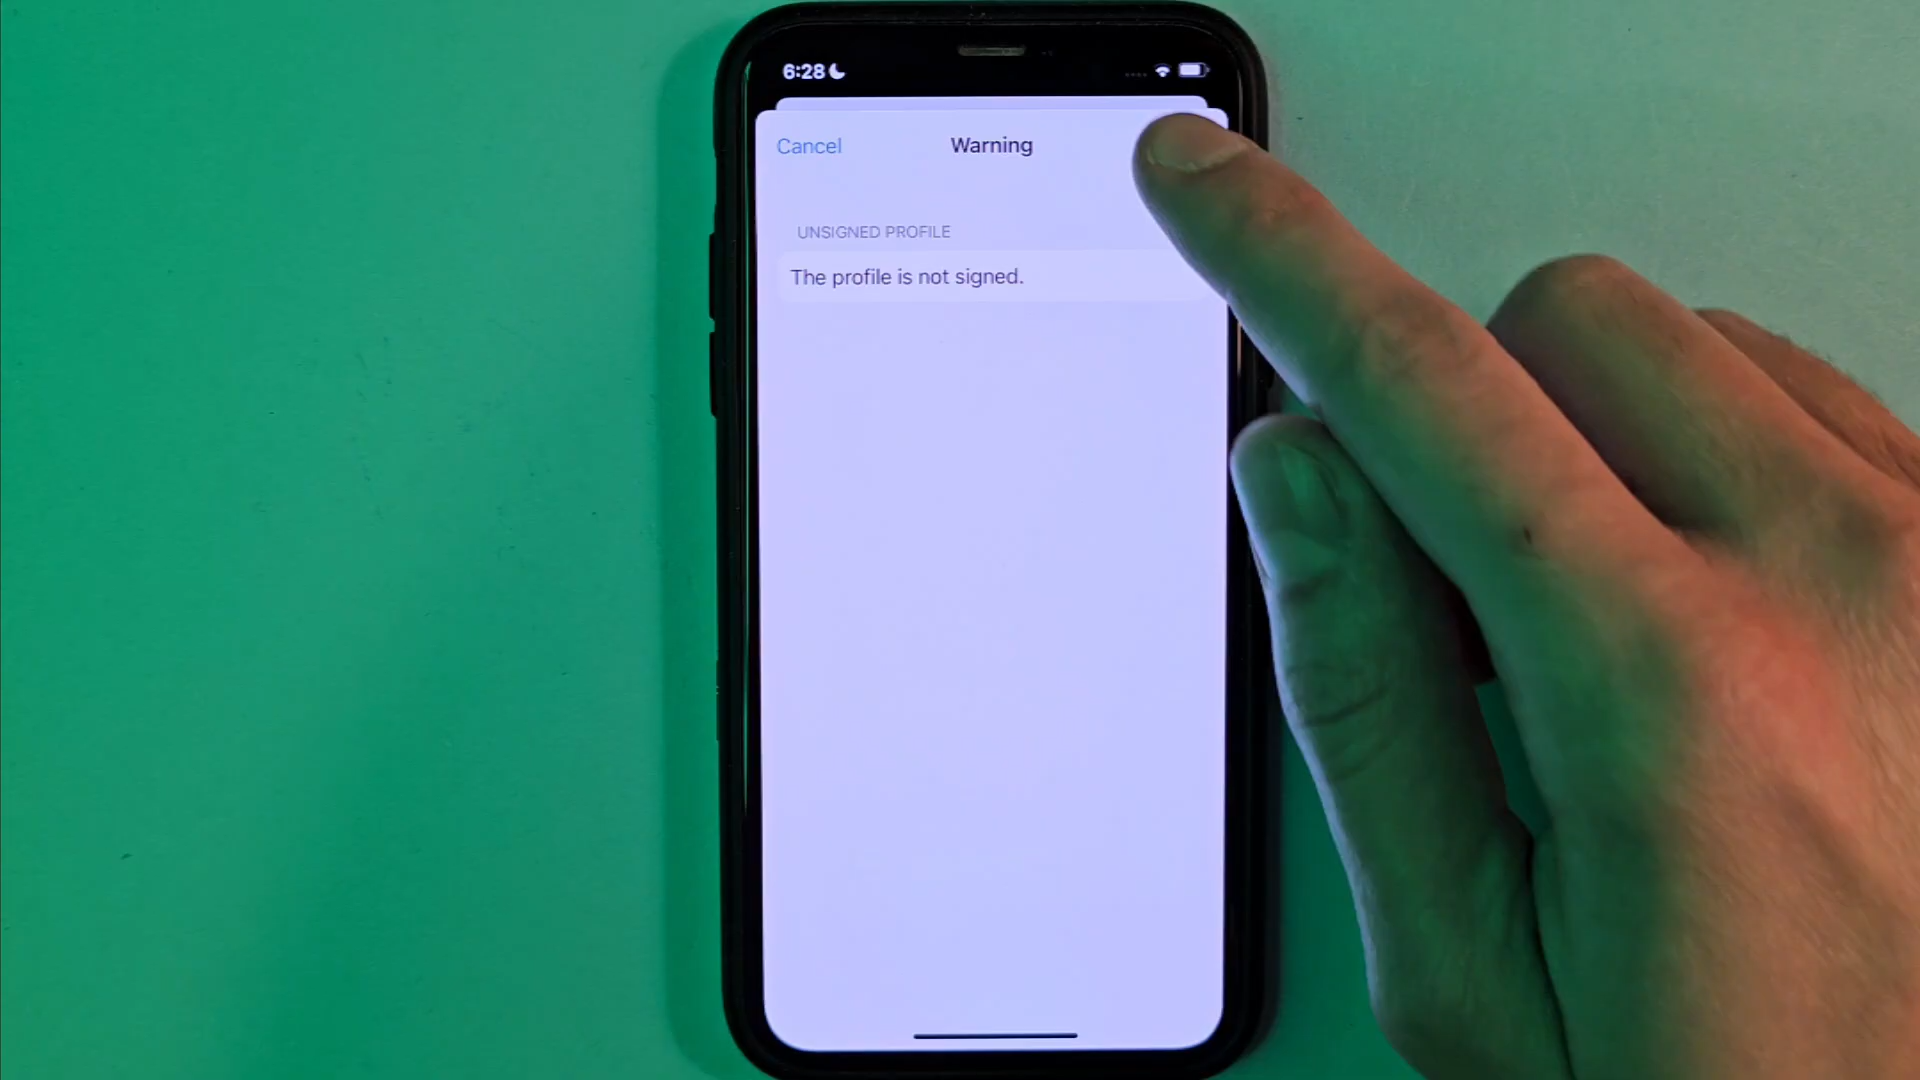 6:28
Cancel
Warning
UNSIGNED PROFILE
The profile is not signed.